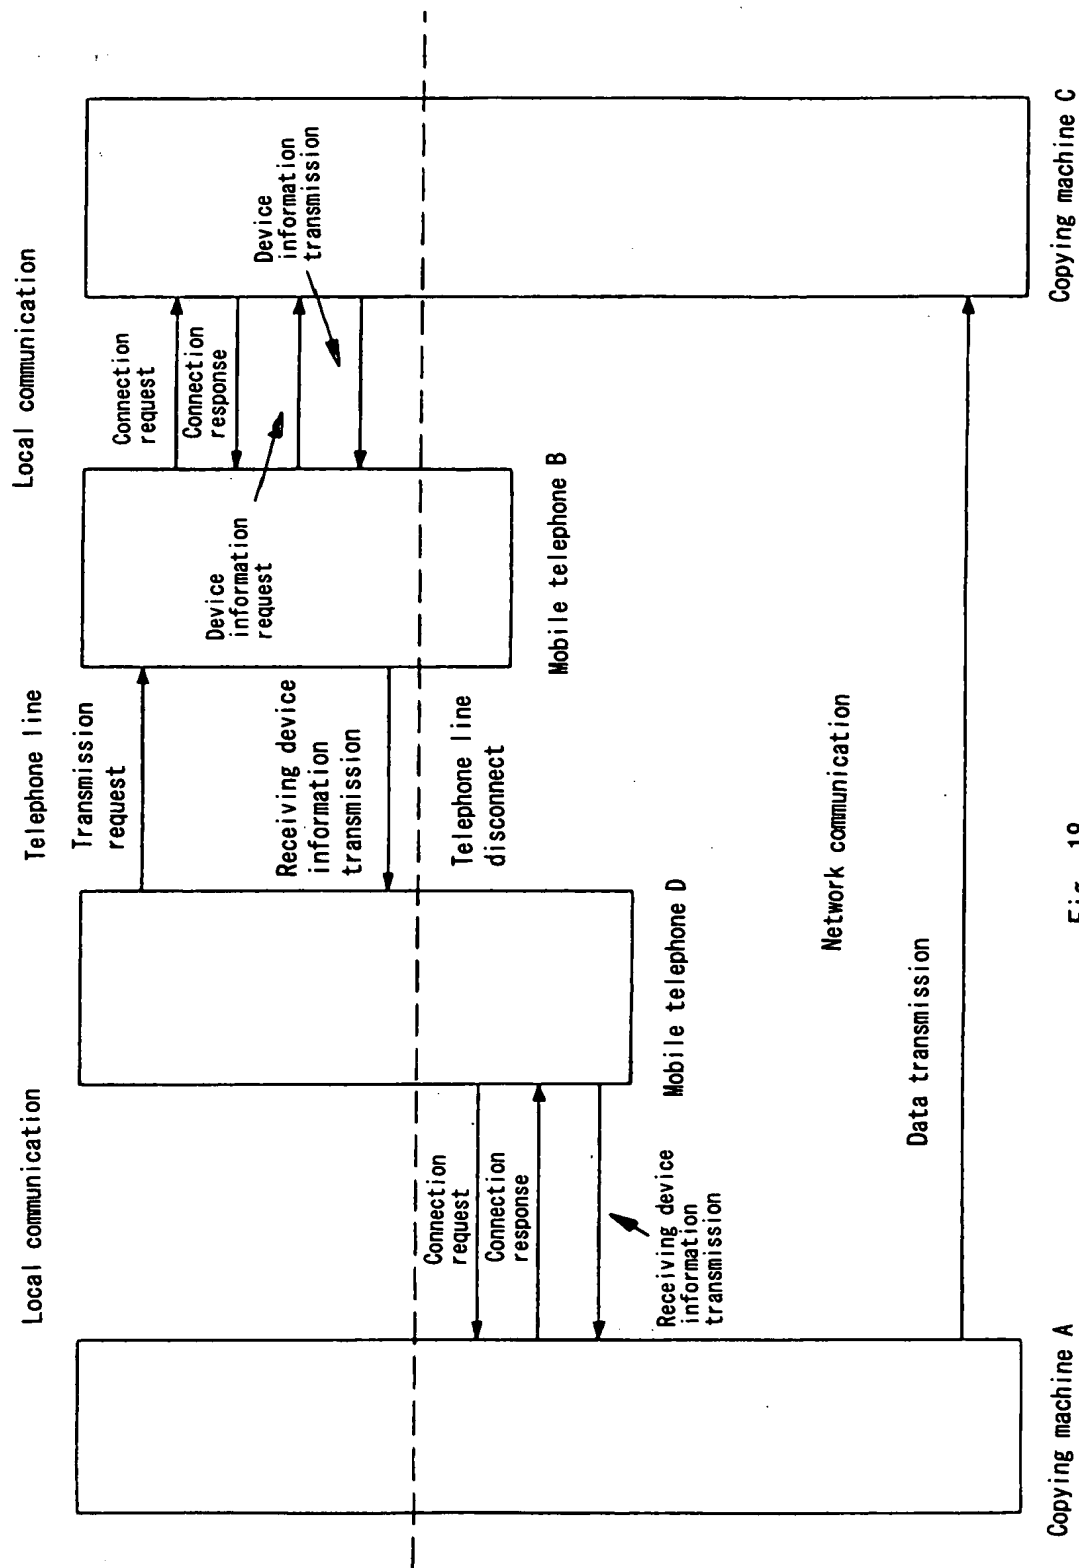 Local communication
Telephone line
Local communication
Transmission
request
Connection
request
Connection
response
Device
information
request
Device
information
transmission
Receiving device
information
transmission
Telephone line
disconnect
Connection
request
Connection
response
Mobile telephone B
Receiving device
information
transmission
Mobile telephone D
Network communication
Data transmission
Copying machine A
Copying machine C
Fig.